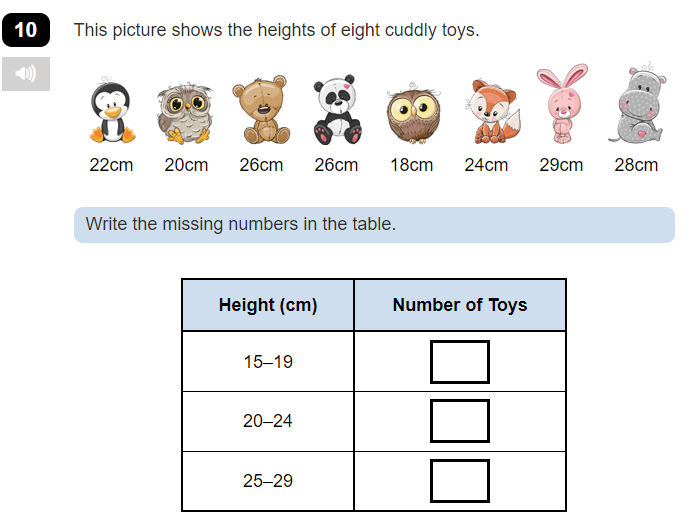 10
This picture shows the heights of eight cuddly toys.
22cm 20cm 26cm 26cm 18cm 24cm 29cm 28cm
Write the missing numbers in the table.
Height (cm) Number of Toys
15–19
20–24
25–29